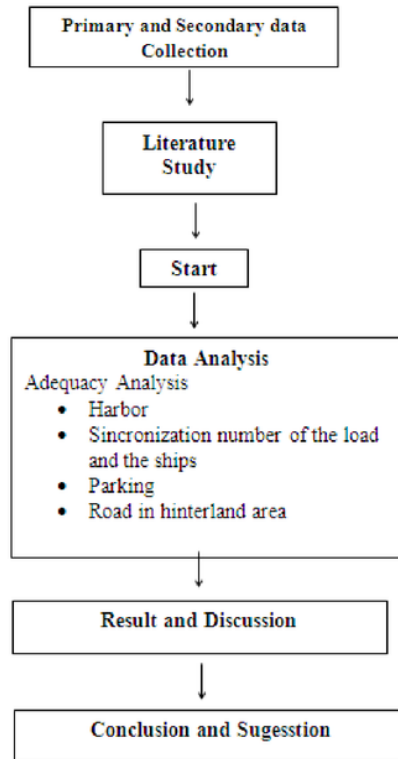 Primary and Secondary data
Collection
Literature
Study
Start
Data Analysis
Adequacy Analysis
• Harbor
• Sincronization number of the load
and the ships
• Parking
• Road in hinterland area
Result and Discussion
Conclusion and Sugesstion